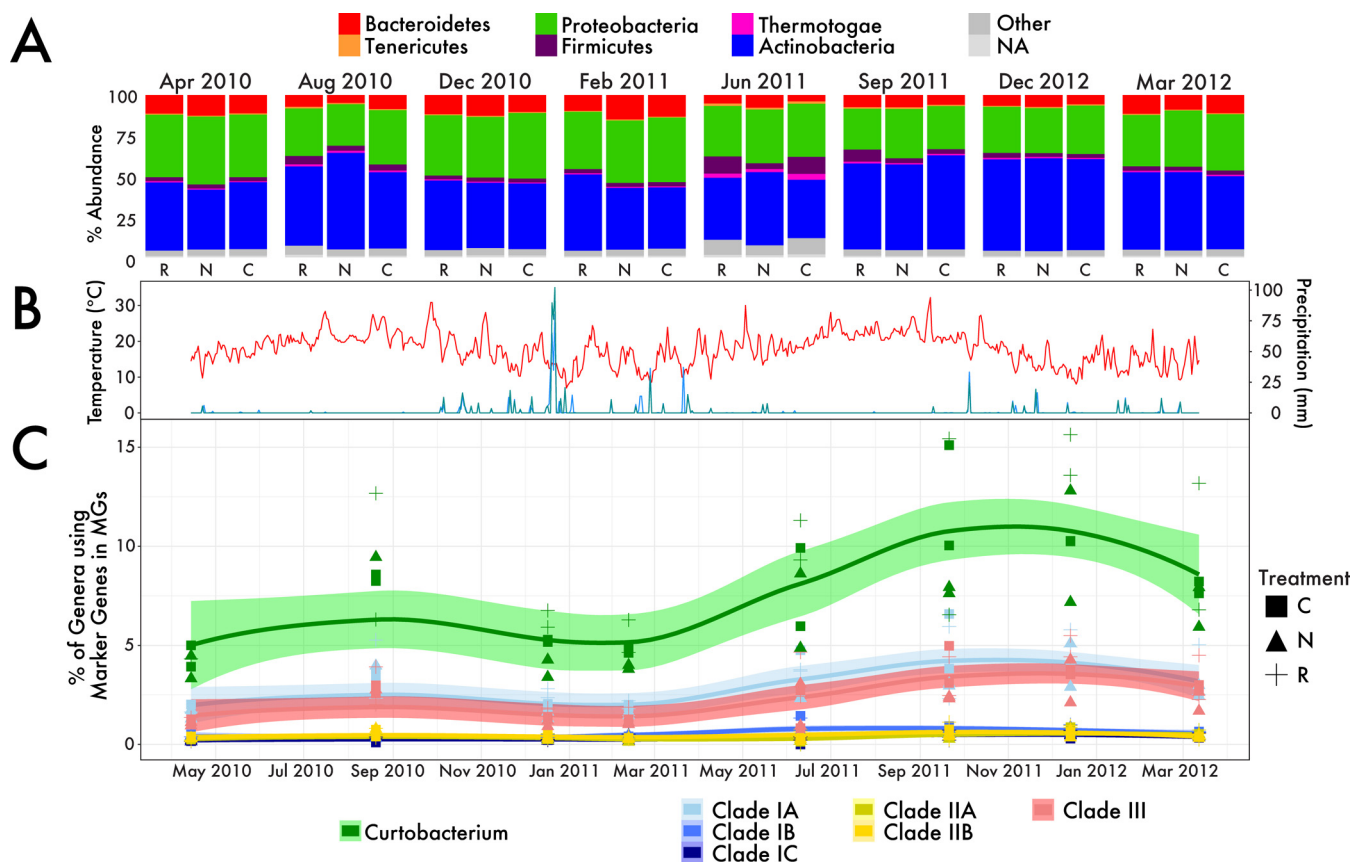 A
Bacteroidetes Proteobacteria Thermotogae Other
Tenericutes Firmicutes Actinobacteria NA
Apr 2010 Aug 2010 Dec 2010 Feb 2011 Jun 2011 Sep 2011 Dec 2012 Mar 2012
% Abundance
100
75
50
25
0
R N C R N C R N C R N C R N C R N C R N C R N C
B
Temperature (°C)
30
20
10
0
Precipitation (mm)
100
75
50
25
0
C
% of Genera using
Marker Genes in MGs
15
10
5
0
Treatment
C
N
R
May 2010 Jul 2010 Sep 2010 Nov 2010 Jan 2011 Mar 2011 May 2011 Jul 2011 Sep 2011 Nov 2011 Jan 2012 Mar 2012
Curtobacterium
Clade IA Clade IIA Clade III
Clade IB Clade IIB
Clade IC